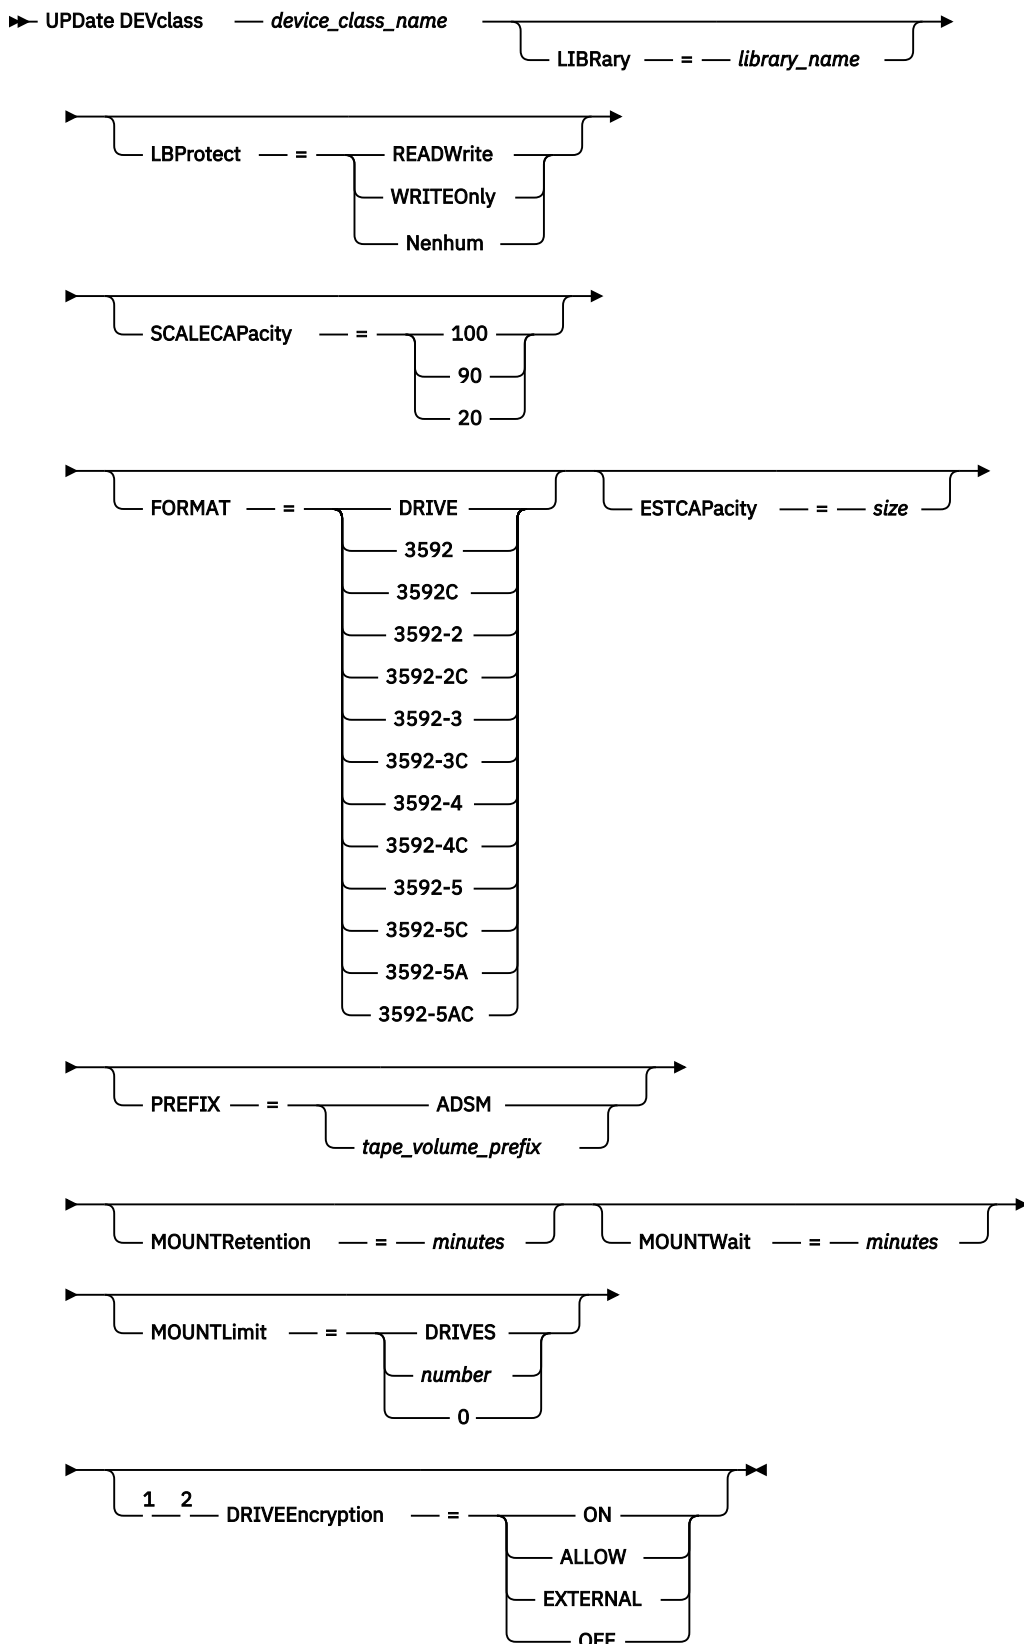 UPDate DEVclass device_class_name
LIBRary = library_name
LBProtect = READWrite
WRITEOnly
Nenhum
SCALECAPacity = 100
90
20
FORMAT = DRIVE ESTCAPacity = size
3592
3592C
3592-2
3592-2C
3592-3
3592-3C
3592-4
3592-4C
3592-5
3592-5C
3592-5A
3592-5AC
PREFIX = ADSM
tape_volume_prefix
MOUNTRetention = minutes MOUNTWait = minutes
MOUNTLimit = DRIVES
number
0
1 2 DRIVEEncryption = ON
ALLOW
EXTERNAL
OFF